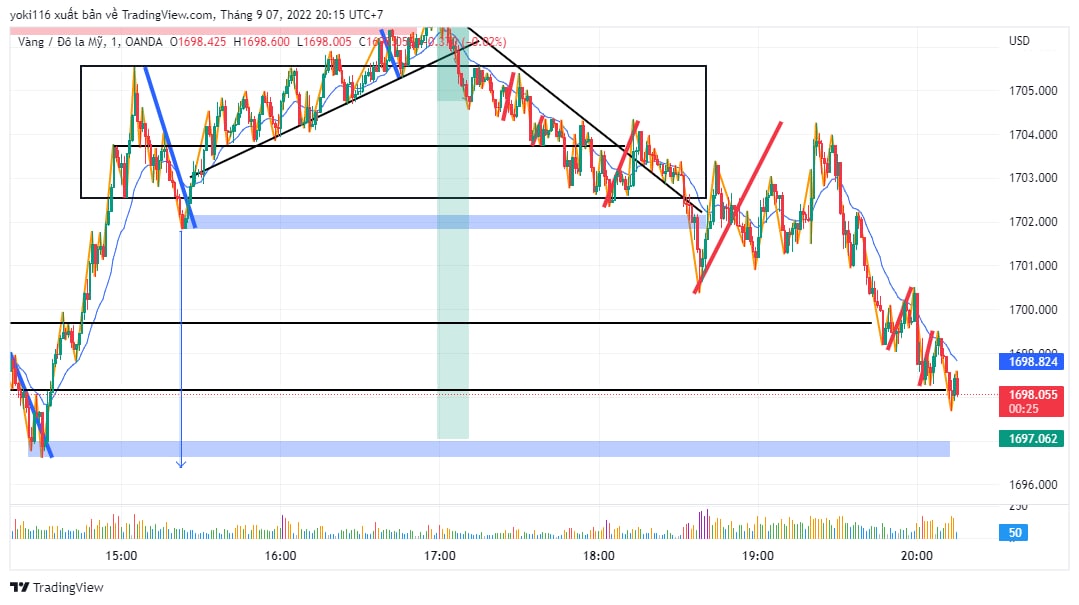 yoki116 xuất bản về TradingView.com, Tháng 9 07, 2022 20:15 UTC+7
Vàng / Đô la Mỹ, 1, OANDA O1698.425 H1698.600 L1698.005
USD
1705.000
1704.000
1703.000
1702.000
1701.000
1700.000
1699.000
1698.824
1698.055
00:25
1697.062
1696.000
250
50
15:00 16:00 17:00 18:00 19:00 20:00
TradingView